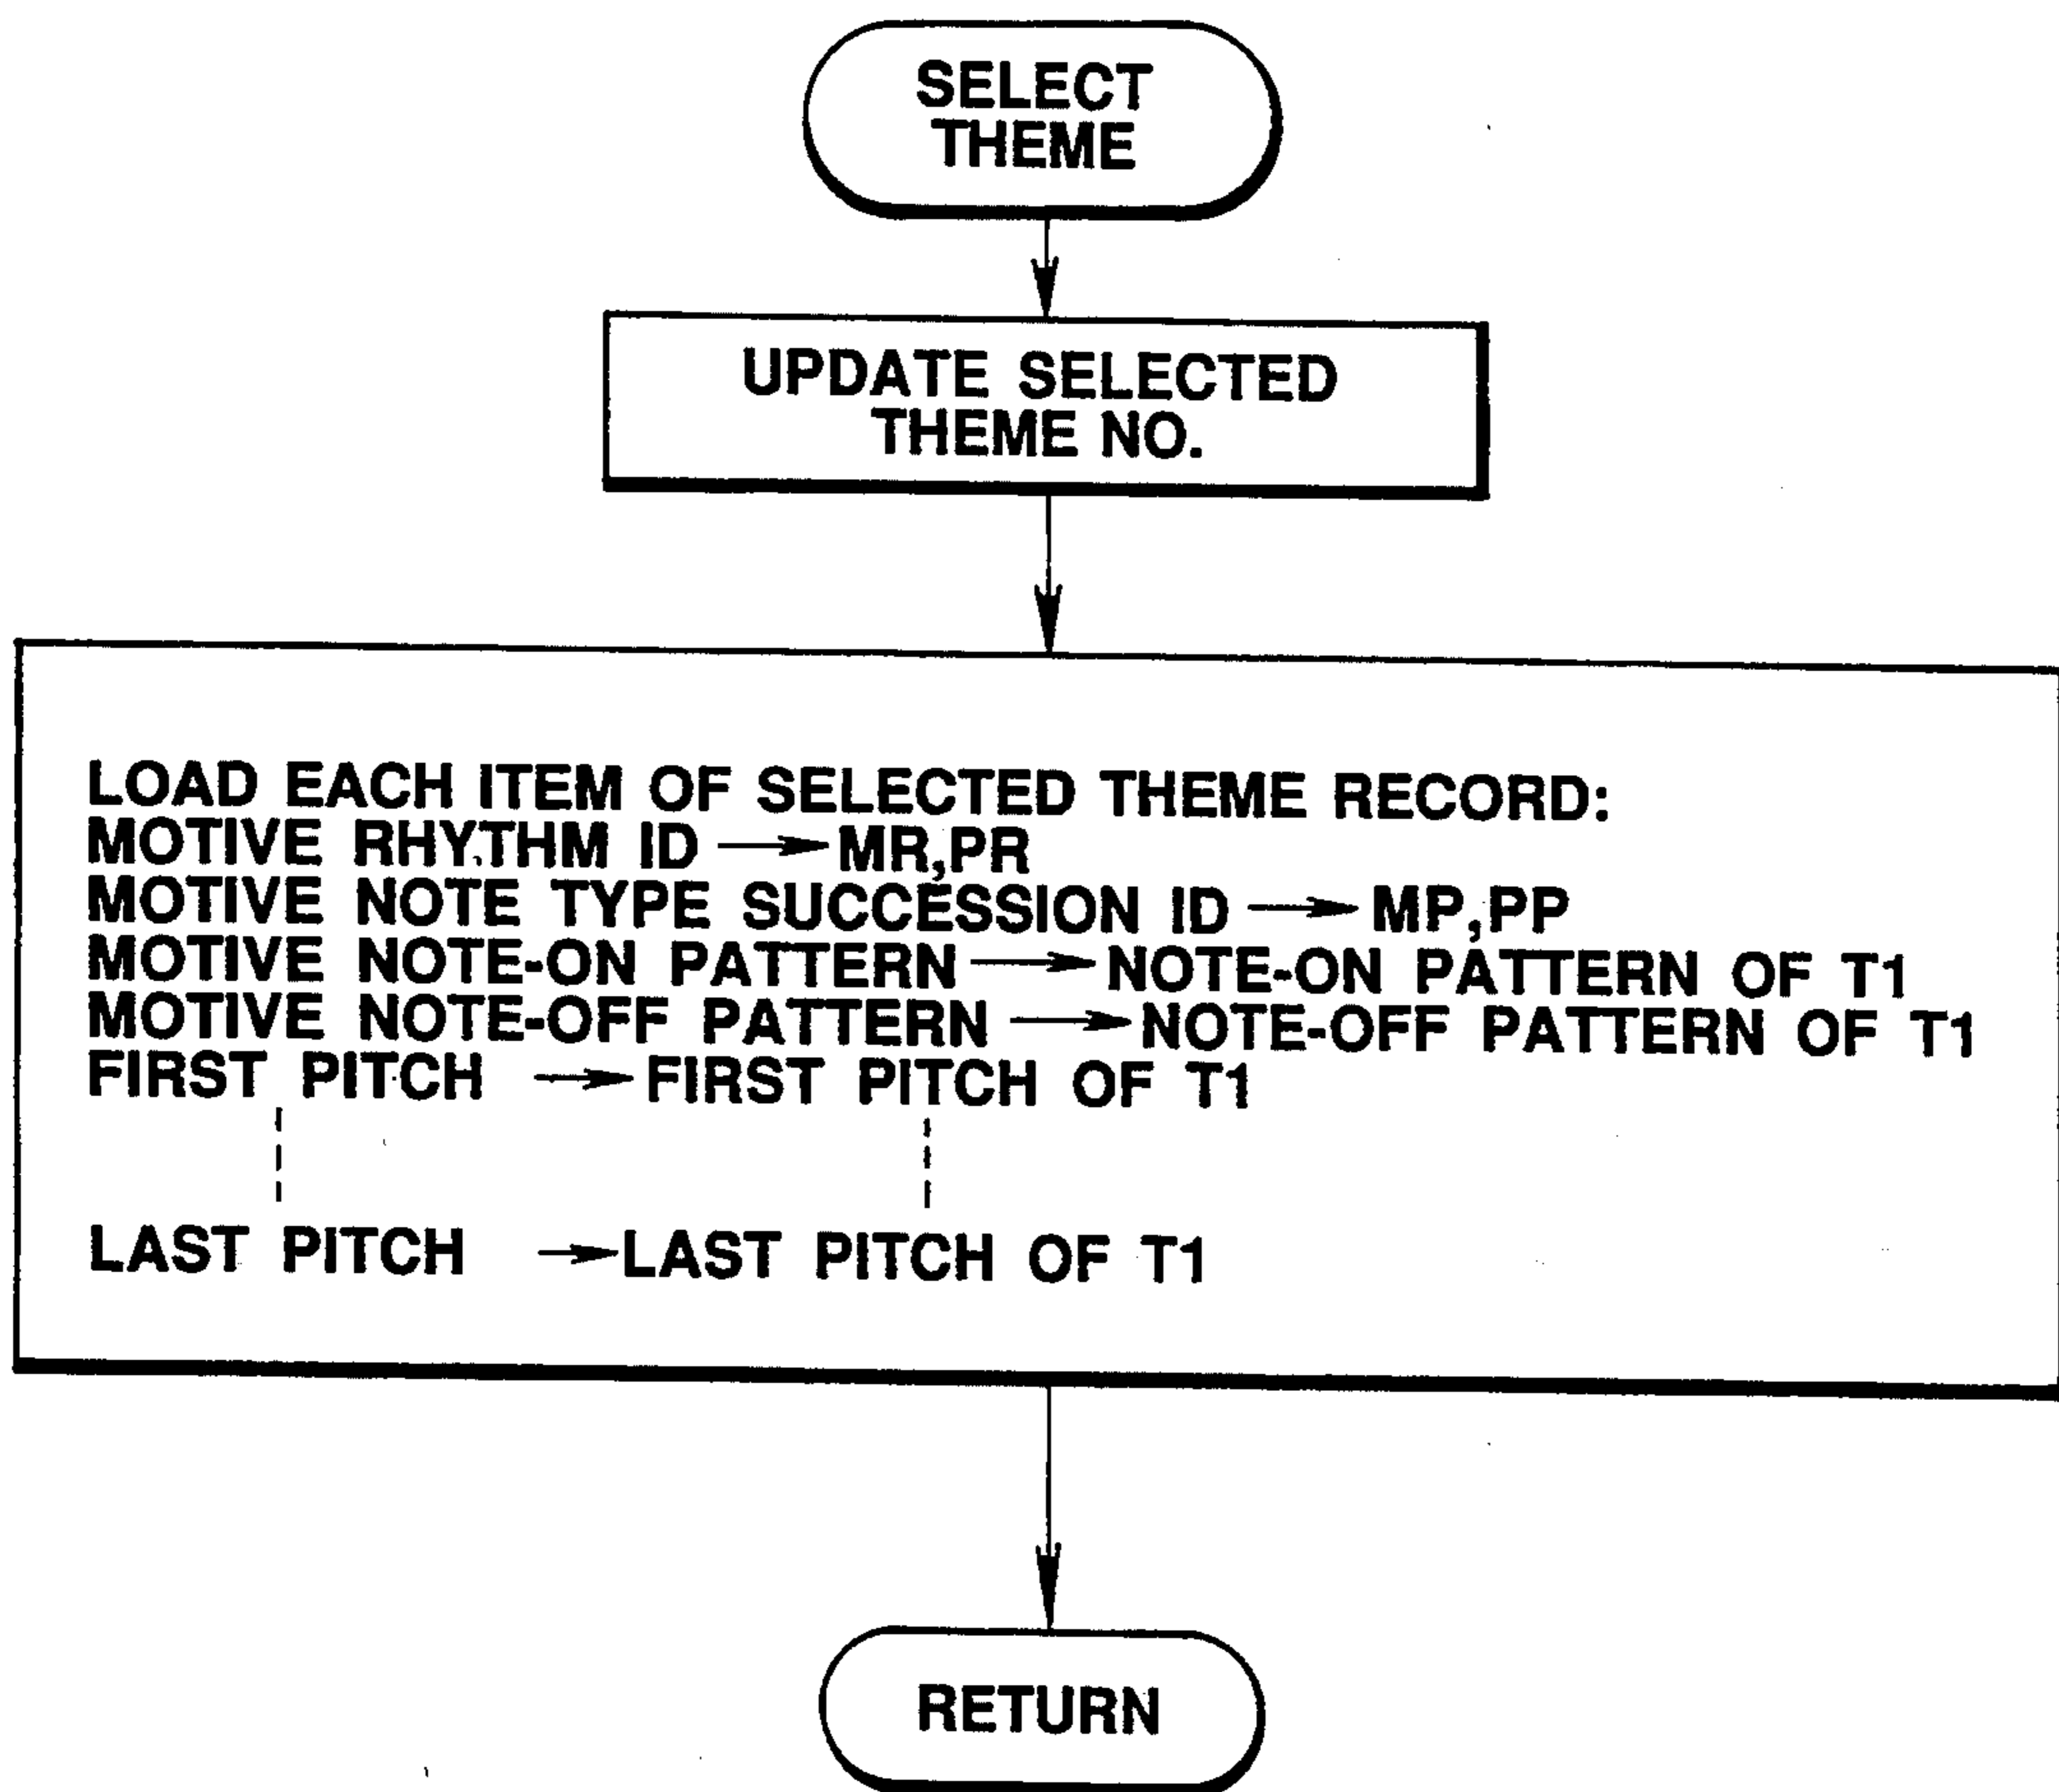 SELECT
THEME
UPDATE SELECTED
THEME NO.
LOAD EACH ITEM OF SELECTED THEME RECORD:
MOTIVE RHYTHM ID → MR,PR
MOTIVE NOTE TYPE SUCCESSION ID → MP,PP
MOTIVE NOTE-ON PATTERN → NOTE-ON PATTERN OF T1
MOTIVE NOTE-OFF PATTERN → NOTE-OFF PATTERN OF T1
FIRST PITCH → FIRST PITCH OF T1
LAST PITCH → LAST PITCH OF T1
RETURN